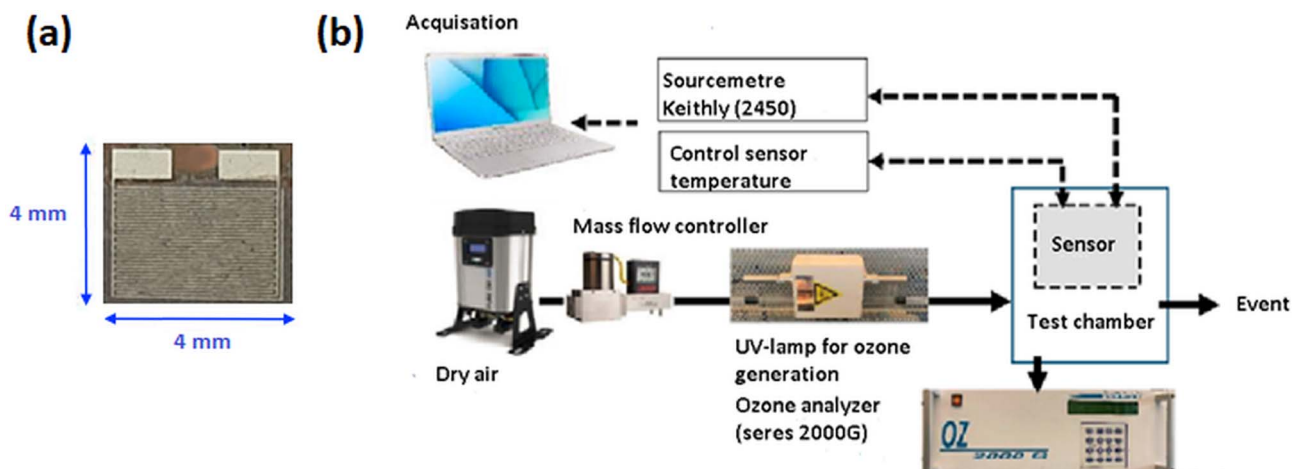 (a)
4 mm
4 mm
(b)
Acquisation
Sourcemetre
Keithly (2450)
Control sensor
temperature
Mass flow controller
Sensor
Test chamber
Event
Dry air
UV-lamp for ozone
generation
Ozone analyzer
(seres 2000G)
OZ
2000 G